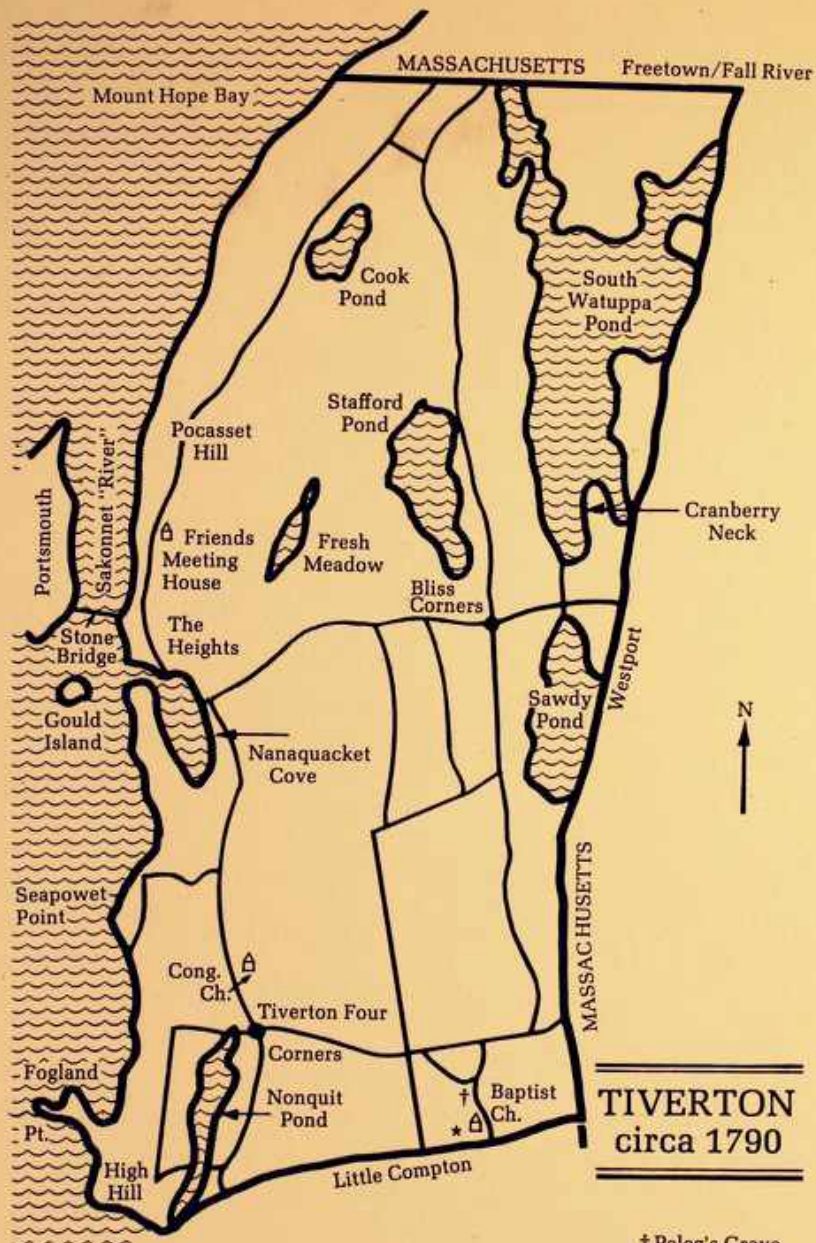 MASSACHUSETTS
Freetown/Fall River
Mount Hope Bay
Cook
Pond
South
Watuppa
Pond
Stafford
Pond
Pocasset
Hill
Portsmouth
Sakonnet "River"
Friends
Meeting
House
Fresh
Meadow
Cranberry
Neck
Bliss
Corners
The
Heights
Stone
Bridge
Gould
Island
Sawdy
Pond
Westport
N
Nanaquacket
Cove
Seapowet
Point
MASSACHUSETTS
Cong.
Ch.
Tiverton Four
Corners
Fogland
Pt.
Nonquit
Pond
†
Baptist
Ch.
*
High
Hill
Little Compton
TIVERTON
circa 1790
† Peleg's Grave